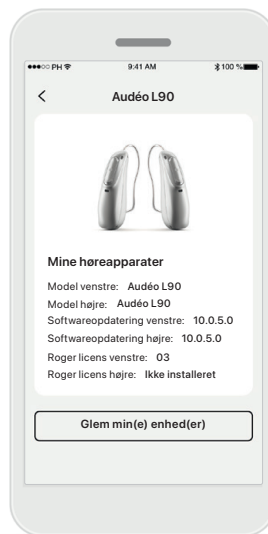 PH
9:41 AM
100 %
Audéo L90
Mine høreapparater
Model venstre: Audéo L90
Model højre: Audéo L90
Softwareopdatering venstre: 10.0.5.0
Softwareopdatering højre: 10.0.5.0
Roger licens venstre: 03
Roger licens højre: Ikke installeret
Glem min(e) enhed(er)